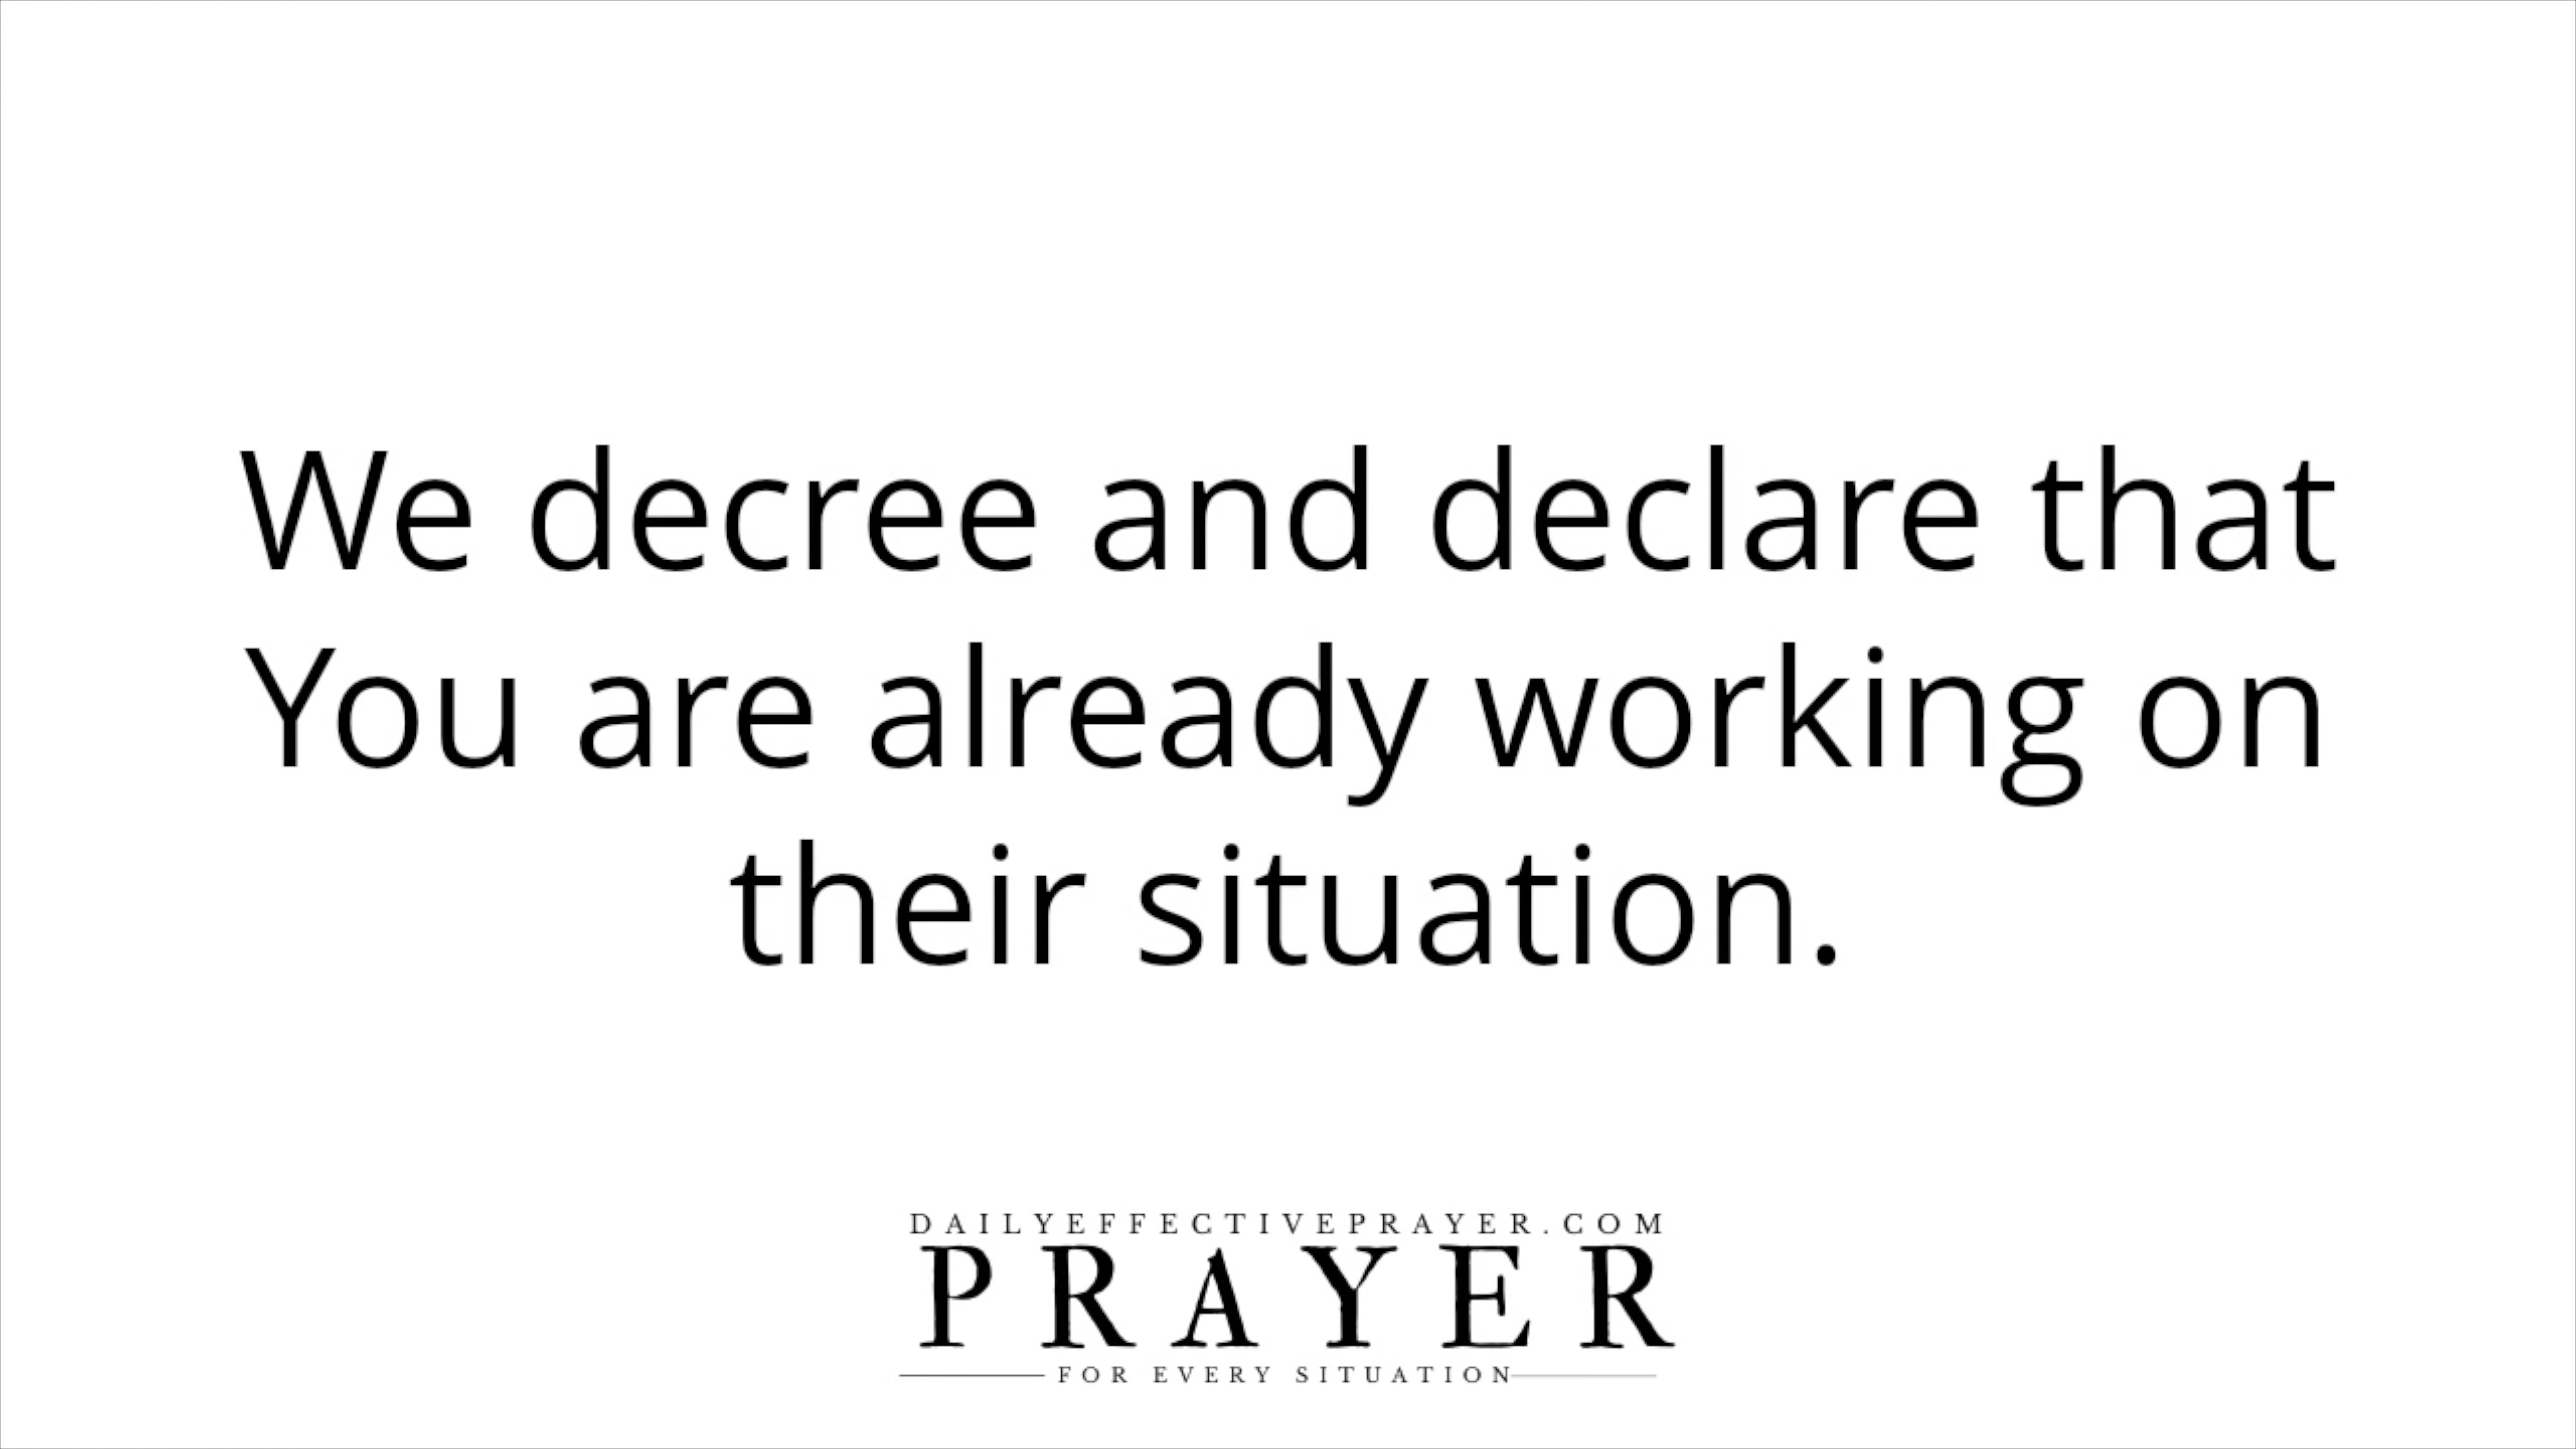 We decree and declare that
You are already working on
their situation.
DAILYEFFECTIVEPRAYER.COM
PRAYER
FOR EVERY SITUATION